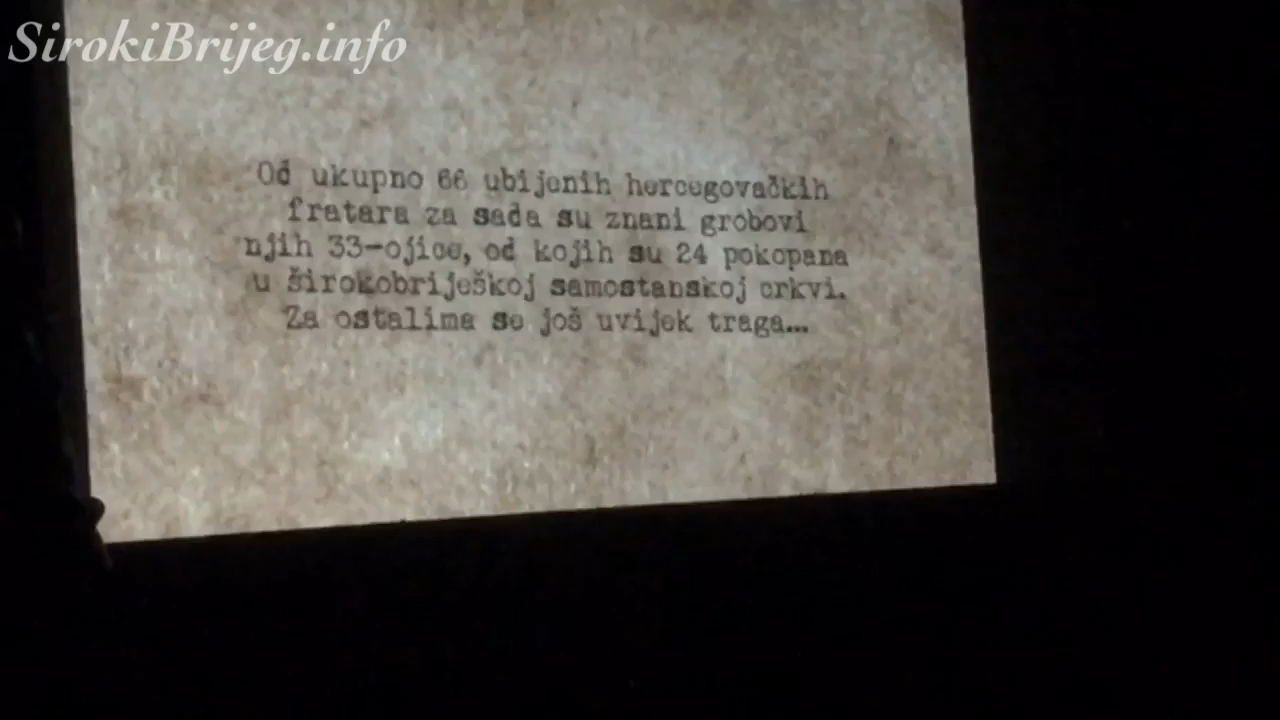 SirokiBrijeg.info
Od ukupno 66 ubijenih hercegovačkih
fratara za sada su znani grobovi
njih 33-ojice, od kojih su 24 pokopana
u širokobriješkoj samostanskoj crkvi.
Za ostalima se još uvijek traga...